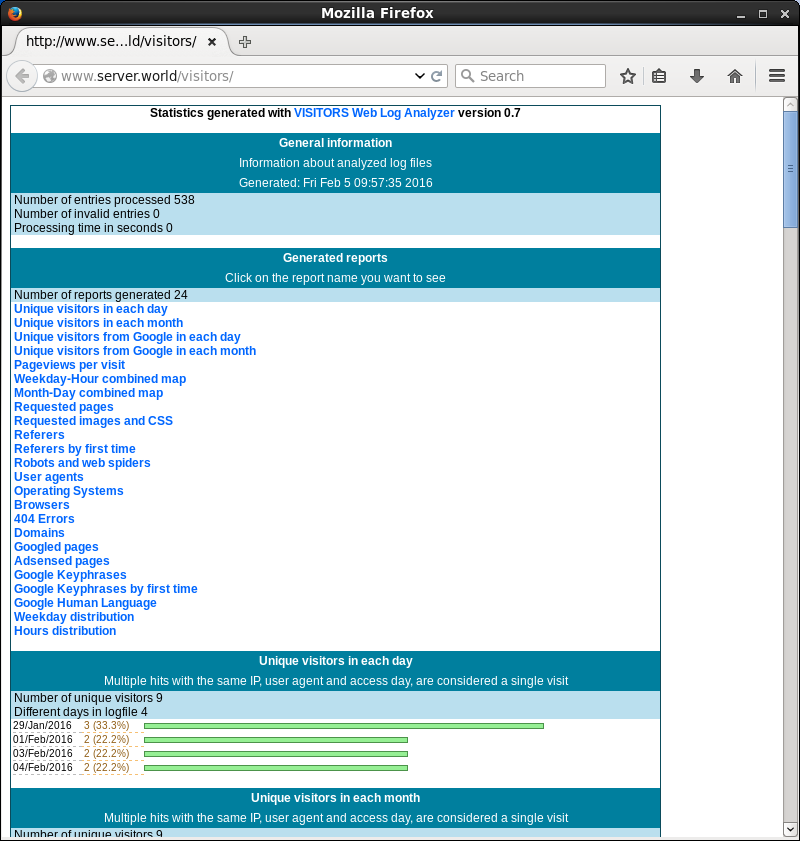 Mozilla Firefox
http://www.se...ld/visitors/
www.server.world/visitors/
Search
Statistics generated with VISITORS Web Log Analyzer version 0.7
General information
Information about analyzed log files
Generated: Fri Feb 5 09:57:35 2016
Number of entries processed 538
Number of invalid entries 0
Processing time in seconds 0
Generated reports
Click on the report name you want to see
Number of reports generated 24
Unique visitors in each day
Unique visitors in each month
Unique visitors from Google in each day
Unique visitors from Google in each month
Pageviews per visit
Weekday-Hour combined map
Month-Day combined map
Requested pages
Requested images and CSS
Referers
Referers by first time
Robots and web spiders
User agents
Operating Systems
Browsers
404 Errors
Domains
Googled pages
Adsensed pages
Google Keyphrases
Google Keyphrases by first time
Google Human Language
Weekday distribution
Hours distribution
Unique visitors in each day
Multiple hits with the same IP, user agent and access day, are considered a single visit
Number of unique visitors 9
Different days in logfile 4
29/Jan/2016 3 (33.3%)
01/Feb/2016 2 (22.2%)
03/Feb/2016 2 (22.2%)
04/Feb/2016 2 (22.2%)
Unique visitors in each month
Multiple hits with the same IP, user agent and access day, are considered a single visit
Number of unique visitors 9